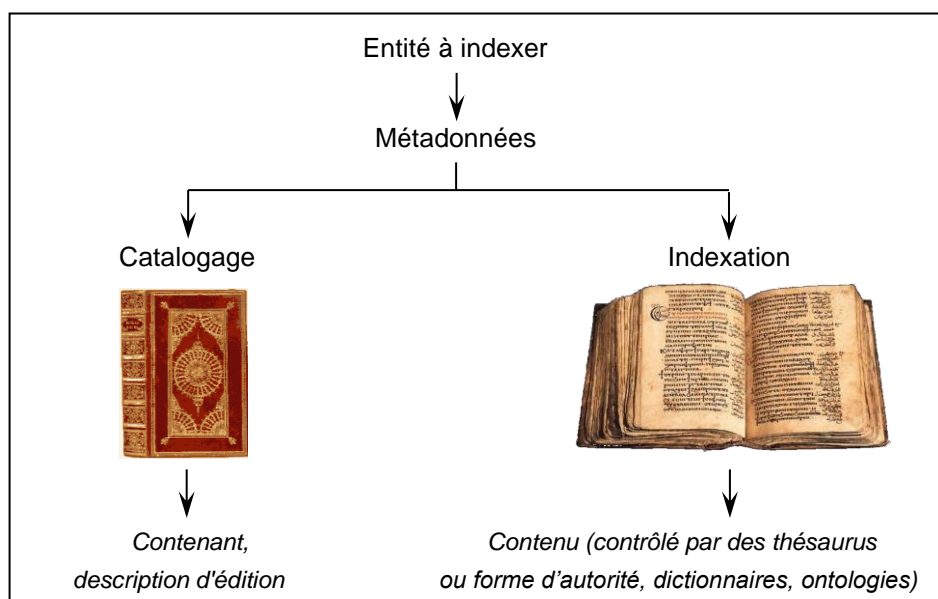 Entité à indexer
Métadonnées
Catalogage
Indexation
Contenant,
description d'édition
Contenu (contrôlé par des thésaurus
ou forme d’autorité, dictionnaires, ontologies)